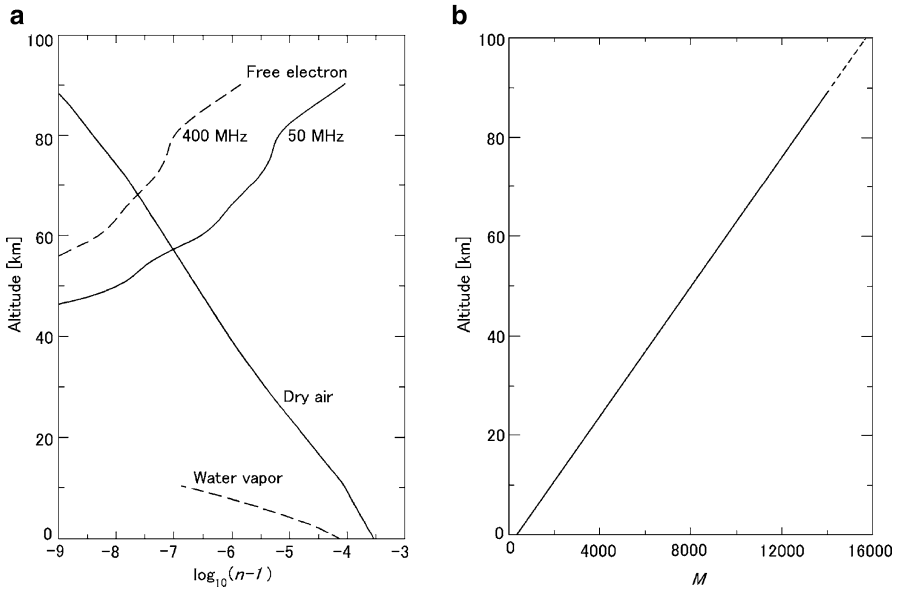 a
100
80
60
40
20
0
Altitude [km]
Free electron
400 MHz
50 MHz
Dry air
Water vapor
-9 -8 -7 -6 -5 -4 -3
log10(n-1)
b
100
80
60
40
20
0
Altitude [km]
0 4000 8000 12000 16000
M